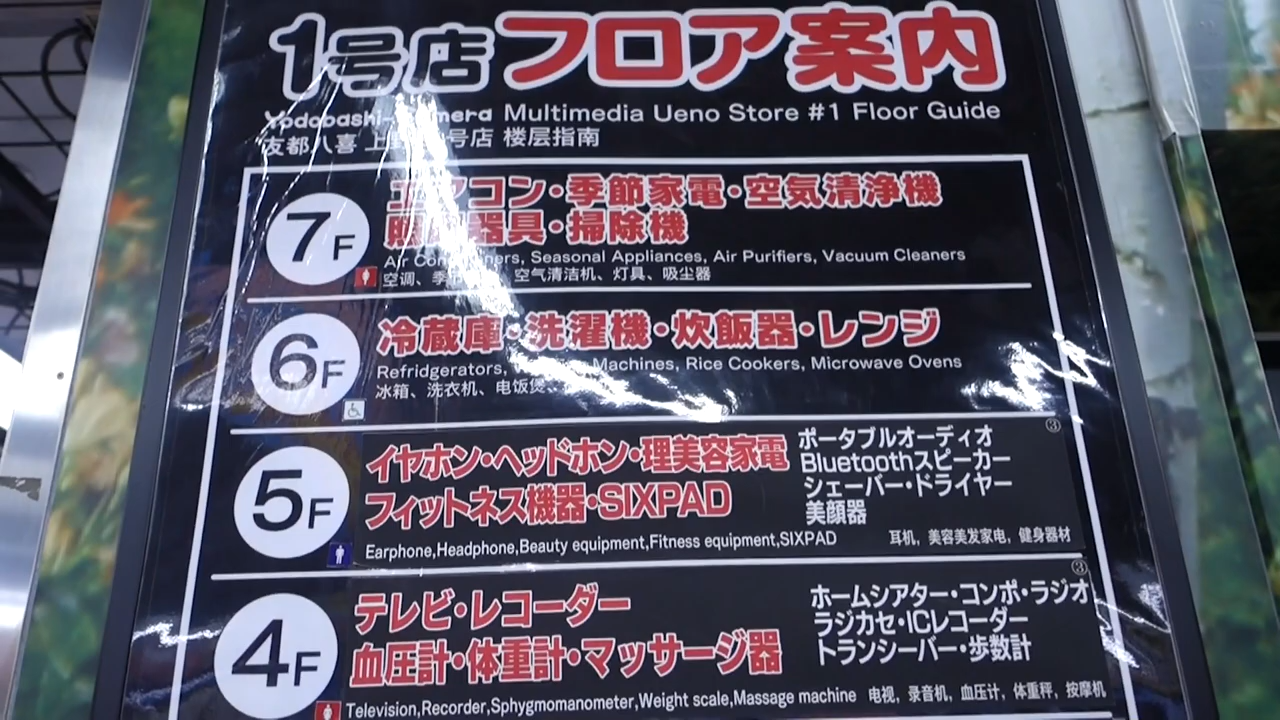 1号店フロア案内
Multimedia Ueno Store #1 Floor Guide
友都八喜 上野 号店 楼层指南
7F
エアコン・季節家電・空気清浄機
器具・掃除機
Air Conditioners, Seasonal Appliances, Air Purifiers, Vacuum Cleaners
空调、 空气清洁机、灯具、吸尘器
6F
冷蔵庫・洗濯機・炊飯器・レンジ
Refridgerators, Machines, Rice Cookers, Microwave Ovens
冰箱、洗衣机、电饭煲、
5F
イヤホン・ヘッドホン・理美容家電
フィットネス機器・SIXPAD
③
ポータブルオーディオ
Bluetoothスピーカー
シェーバー・ドライヤー
美顔器
Earphone,Headphone,Beauty equipment,Fitness equipment,SIXPAD 耳机，美容美发家电，健身器材
4F
テレビ・レコーダー
血圧計・体重計・マッサージ器
③
ホームシアター・コンポ・ラジオ
ラジカセ・ICレコーダー
トランシーバー・歩数計
Television,Recorder,Sphygmomanometer,Weight scale,Massage machine 电视，录音机，血压计，体重秤，按摩机